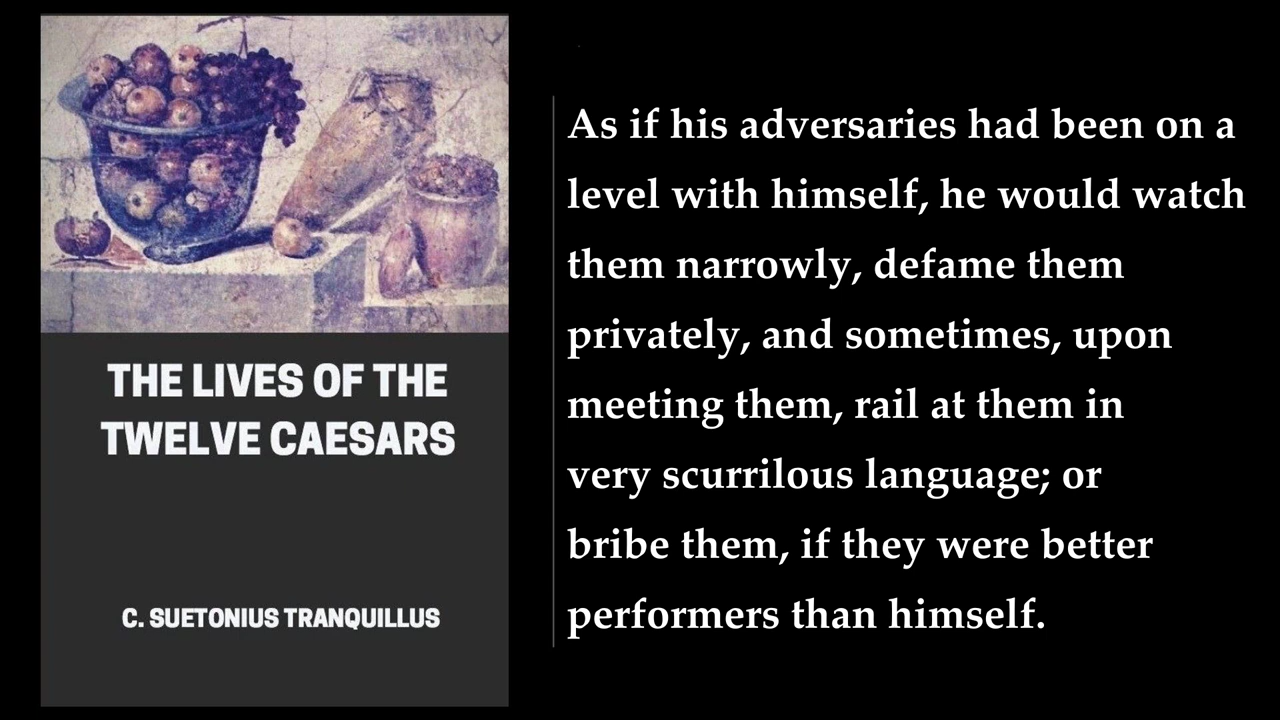 THE LIVES OF THE
TWELVE CAESARS
C. SUETONIUS TRANQUILLUS
As if his adversaries had been on a
level with himself, he would watch
them narrowly, defame them
privately, and sometimes, upon
meeting them, rail at them in
very scurrilous language; or
bribe them, if they were better
performers than himself.